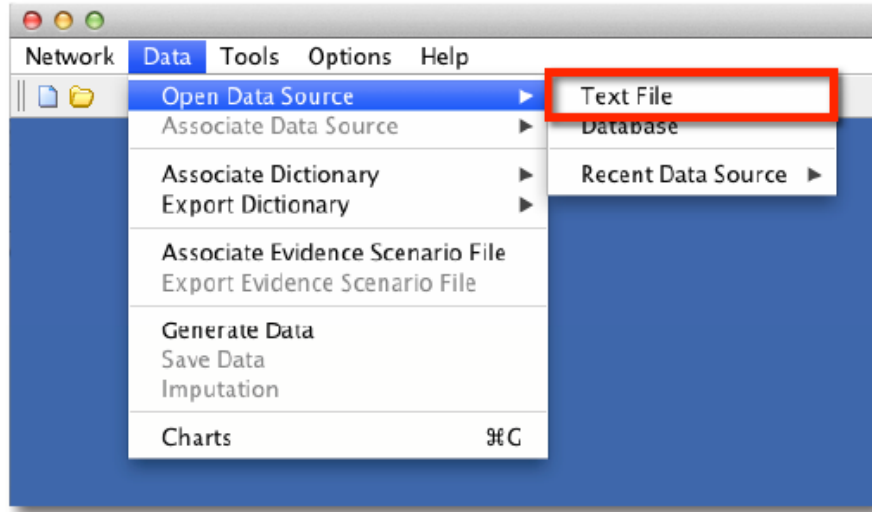 Network Data Tools Options Help
Open Data Source
Text File
Associate Data Source
Database
Associate Dictionary
Recent Data Source
Export Dictionary
Associate Evidence Scenario File
Export Evidence Scenario File
Generate Data
Save Data
Imputation
Charts ⌘G